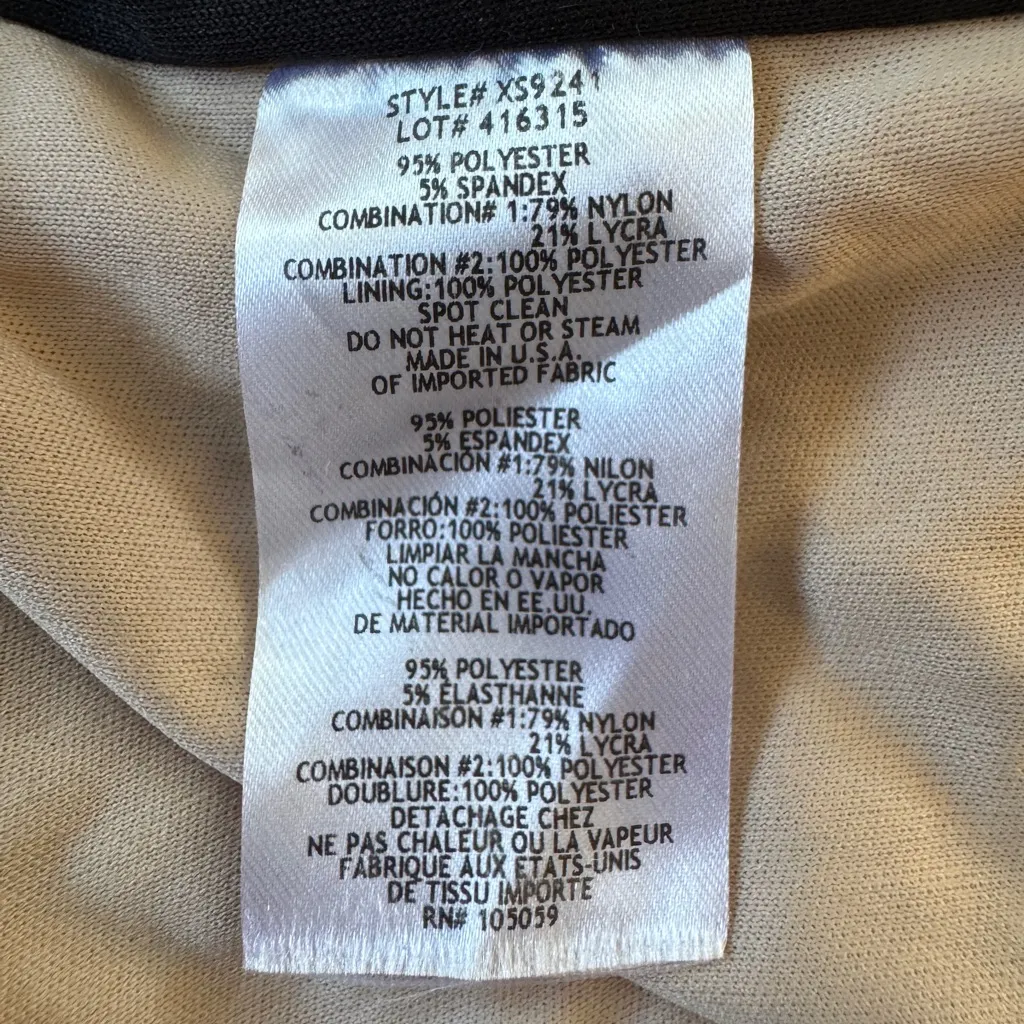 STYLE# XS9241
LOT# 416315
95% POLYESTER
5% SPANDEX
COMBINATION# 1:79% NYLON
21% LYCRA
COMBINATION #2:100% POLYESTER
LINING:100% POLYESTER
SPOT CLEAN
DO NOT HEAT OR STEAM
MADE IN U.S.A.
OF IMPORTED FABRIC
95% POLIESTER
5% ESPANDEX
COMBINACIÓN #1:79% NILON
21% LYCRA
COMBINACIÓN #2:100% POLIESTER
FORRO:100% POLIESTER
LIMPIAR LA MANCHA
NO CALOR O VAPOR
HECHO EN EE.UU.
DE MATERIAL IMPORTADO
95% POLYESTER
5% ÉLASTHANNE
COMBINAISON #1:79% NYLON
21% LYCRA
COMBINAISON #2:100% POLYESTER
DOUBLURE:100% POLYESTER
DETACHAGE CHEZ
NE PAS CHALEUR OU LA VAPEUR
FABRIQUE AUX ETATS-UNIS
DE TISSU IMPORTE
RN# 105059